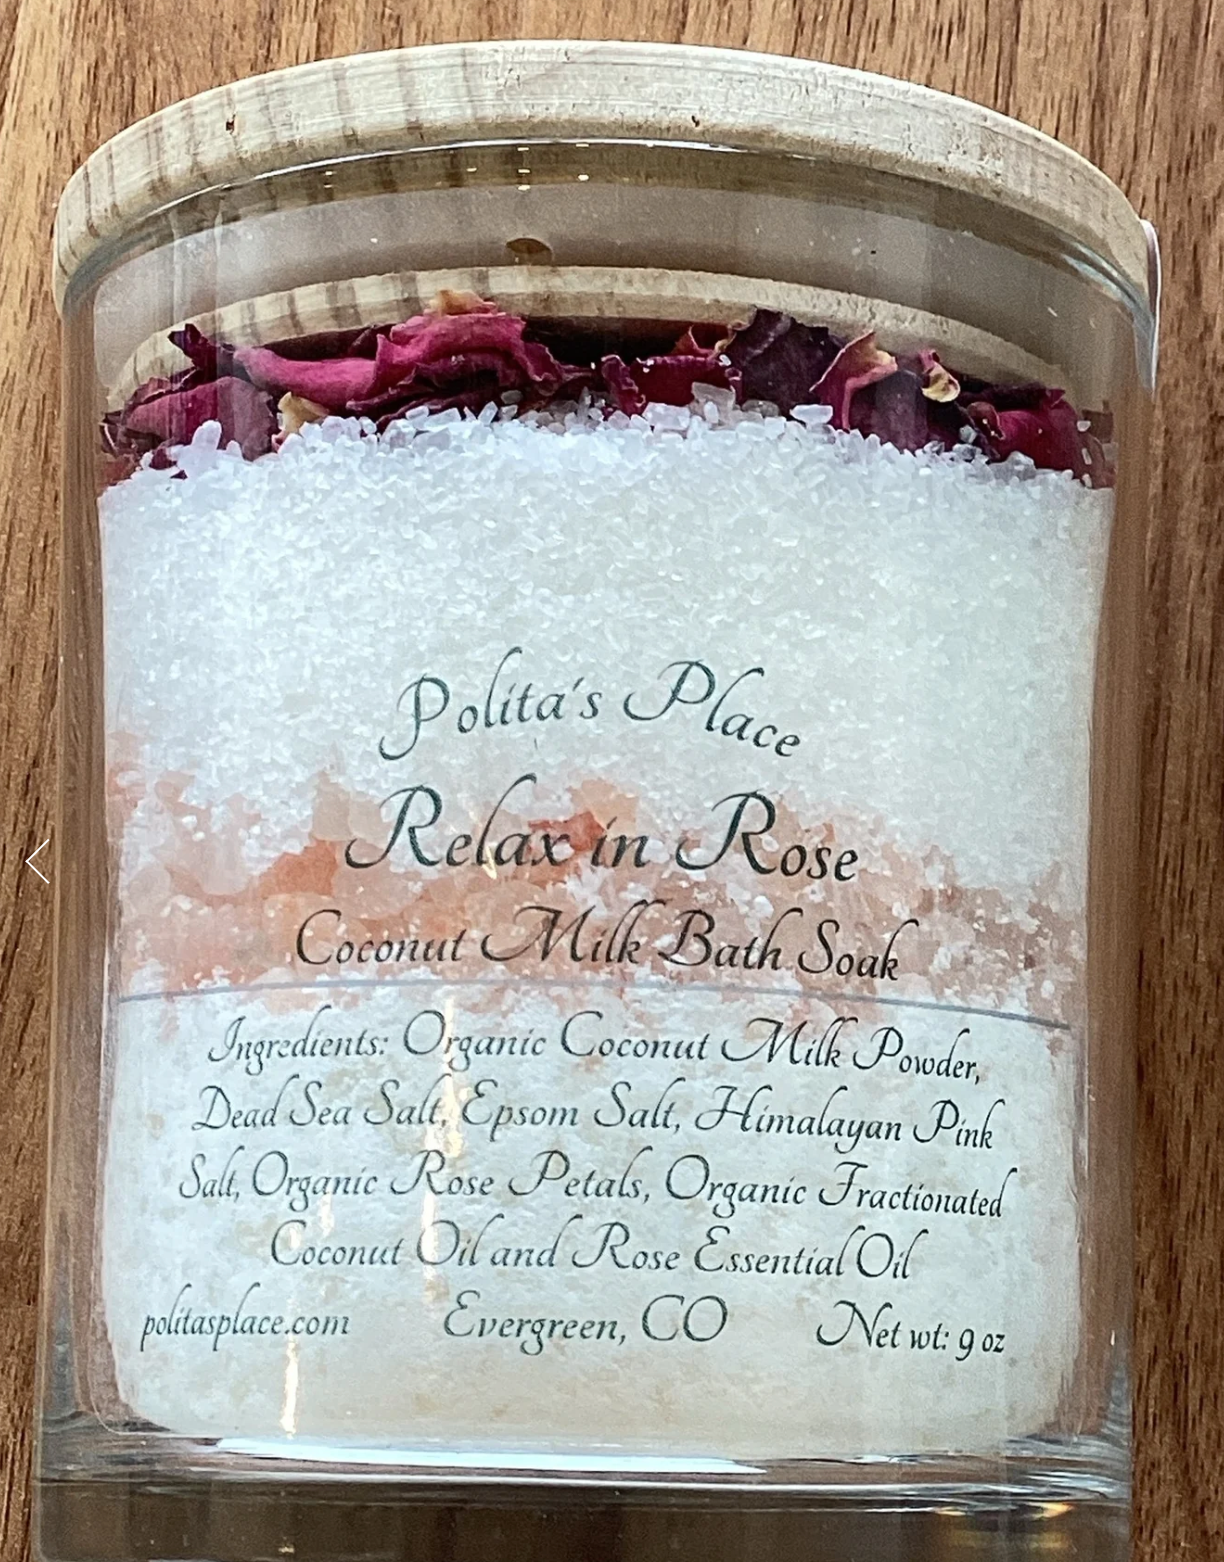 Polita's Place
Relax in Rose
Coconut Milk Bath Soak
Ingredients: Organic Coconut Milk Powder,
Dead Sea Salt, Epsom Salt, Himalayan Pink
Salt, Organic Rose Petals, Organic Fractionated
Coconut Oil and Rose Essential Oil
politasplace.com Evergreen, CO Net wt: 9 oz